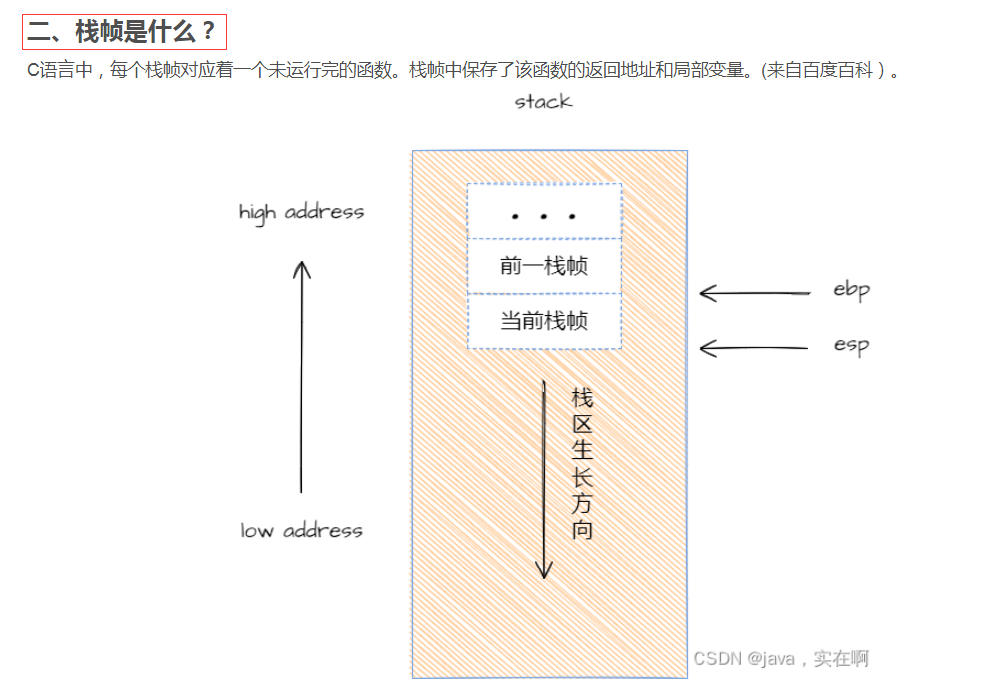 二、栈帧是什么？
C语言中，每个栈帧对应着一个未运行完的函数。栈帧中保存了该函数的返回地址和局部变量。(来自百度百科）。
stack
high address
• • •
前一栈帧
ebp
当前栈帧
esp
栈区生长方向
low address
CSDN @java，实在啊